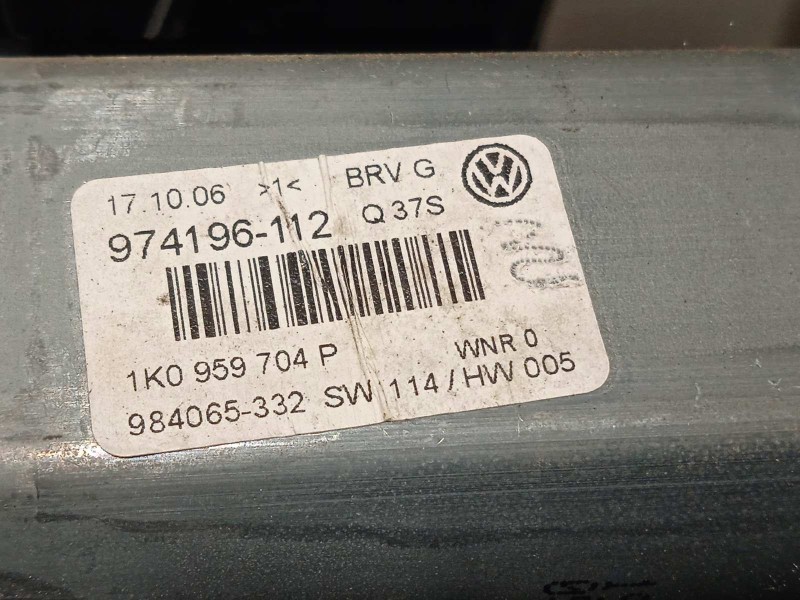 17.10.06 >1< BRV G
974196-112 Q 37S
1K0 959 704 P WNR 0
984065-332 SW 114 / HW 005